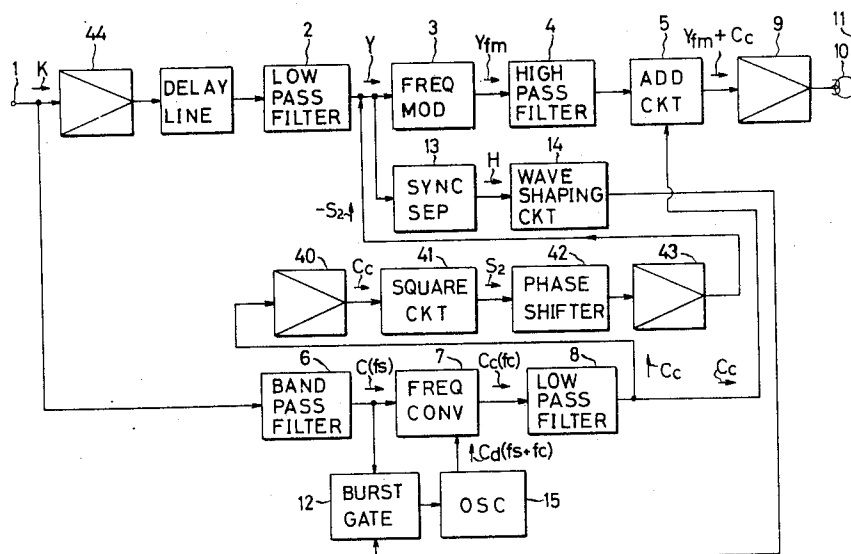 44
1
K
DELAY
LINE
2
LOW
PASS
FILTER
Y
3
FREQ
MOD
Yfm
4
HIGH
PASS
FILTER
5
ADD
CKT
Yfm + Cc
9
11
10
13
SYNC
SEP
H
14
WAVE
SHAPING
CKT
-S2
40
Cc
41
SQUARE
CKT
S2
42
PHASE
SHIFTER
43
6
BAND
PASS
FILTER
C(fs)
7
FREQ
CONV
Cc(fc)
8
LOW
PASS
FILTER
Cc
Cc
Cd(fs+fc)
12
BURST
GATE
OSC
15